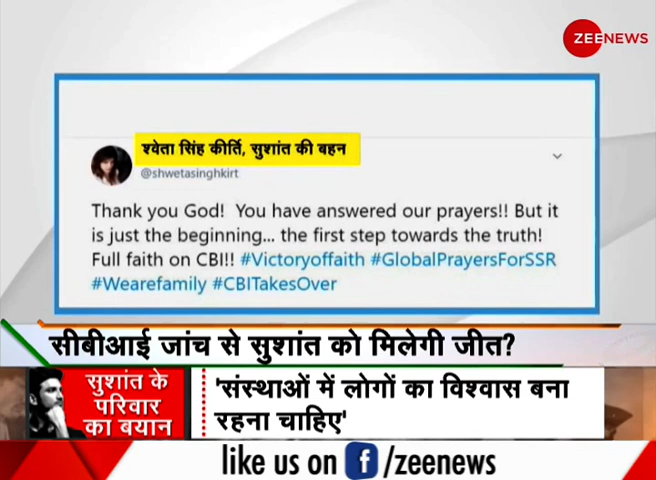 ZEENEWS
श्वेता सिंह कीर्ति, सुशांत की बहन
@shwetasinghkirt
Thank you God! You have answered our prayers!! But it
is just the beginning... the first step towards the truth!
Full faith on CBI!! #Victoryoffaith #GlobalPrayersForSSR
#Wearefamily #CBITakesOver
सीबीआई जांच से सुशांत को मिलेगी जीत?
सुशांत के
परिवार
का बयान
'संस्थाओं में लोगों का विश्वास बना
रहना चाहिए'
like us on f /zeenews